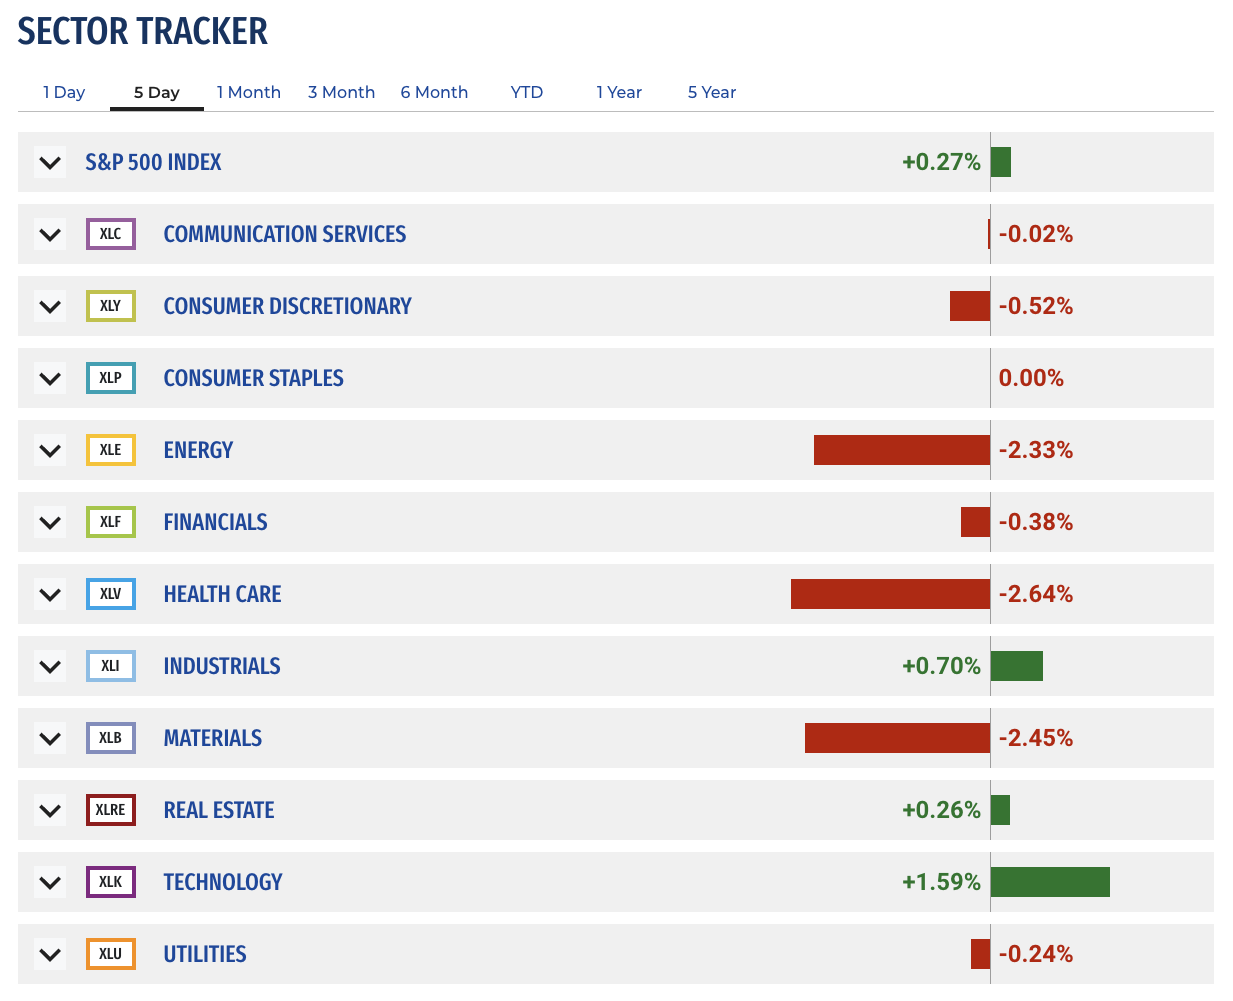 SECTOR TRACKER
1 Day 5 Day 1 Month 3 Month 6 Month YTD 1 Year 5 Year
S&P 500 INDEX +0.27%
XLC COMMUNICATION SERVICES -0.02%
XLY CONSUMER DISCRETIONARY -0.52%
XLP CONSUMER STAPLES 0.00%
XLE ENERGY -2.33%
XLF FINANCIALS -0.38%
XLV HEALTH CARE -2.64%
XLI INDUSTRIALS +0.70%
XLB MATERIALS -2.45%
XLRE REAL ESTATE +0.26%
XLK TECHNOLOGY +1.59%
XLU UTILITIES -0.24%